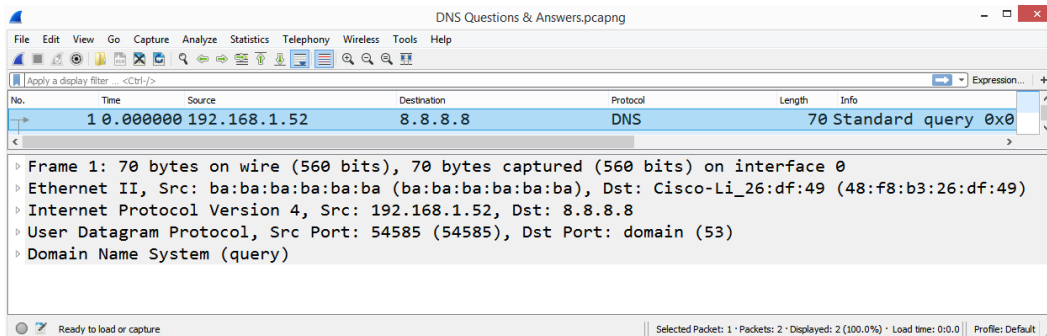 DNS Questions & Answers.pcapng
File Edit View Go Capture Analyze Statistics Telephony Wireless Tools Help
Apply a display filter ... <Ctrl-/> Expression... +
No. Time Source Destination Protocol Length Info
1 0.000000 192.168.1.52 8.8.8.8 DNS 70 Standard query 0x0
Frame 1: 70 bytes on wire (560 bits), 70 bytes captured (560 bits) on interface 0
Ethernet II, Src: ba:ba:ba:ba:ba:ba (ba:ba:ba:ba:ba:ba), Dst: Cisco-Li_26:df:49 (48:f8:b3:26:df:49)
Internet Protocol Version 4, Src: 192.168.1.52, Dst: 8.8.8.8
User Datagram Protocol, Src Port: 54585 (54585), Dst Port: domain (53)
Domain Name System (query)
Ready to load or capture Selected Packet: 1 · Packets: 2 · Displayed: 2 (100.0%) · Load time: 0:0.0 Profile: Default